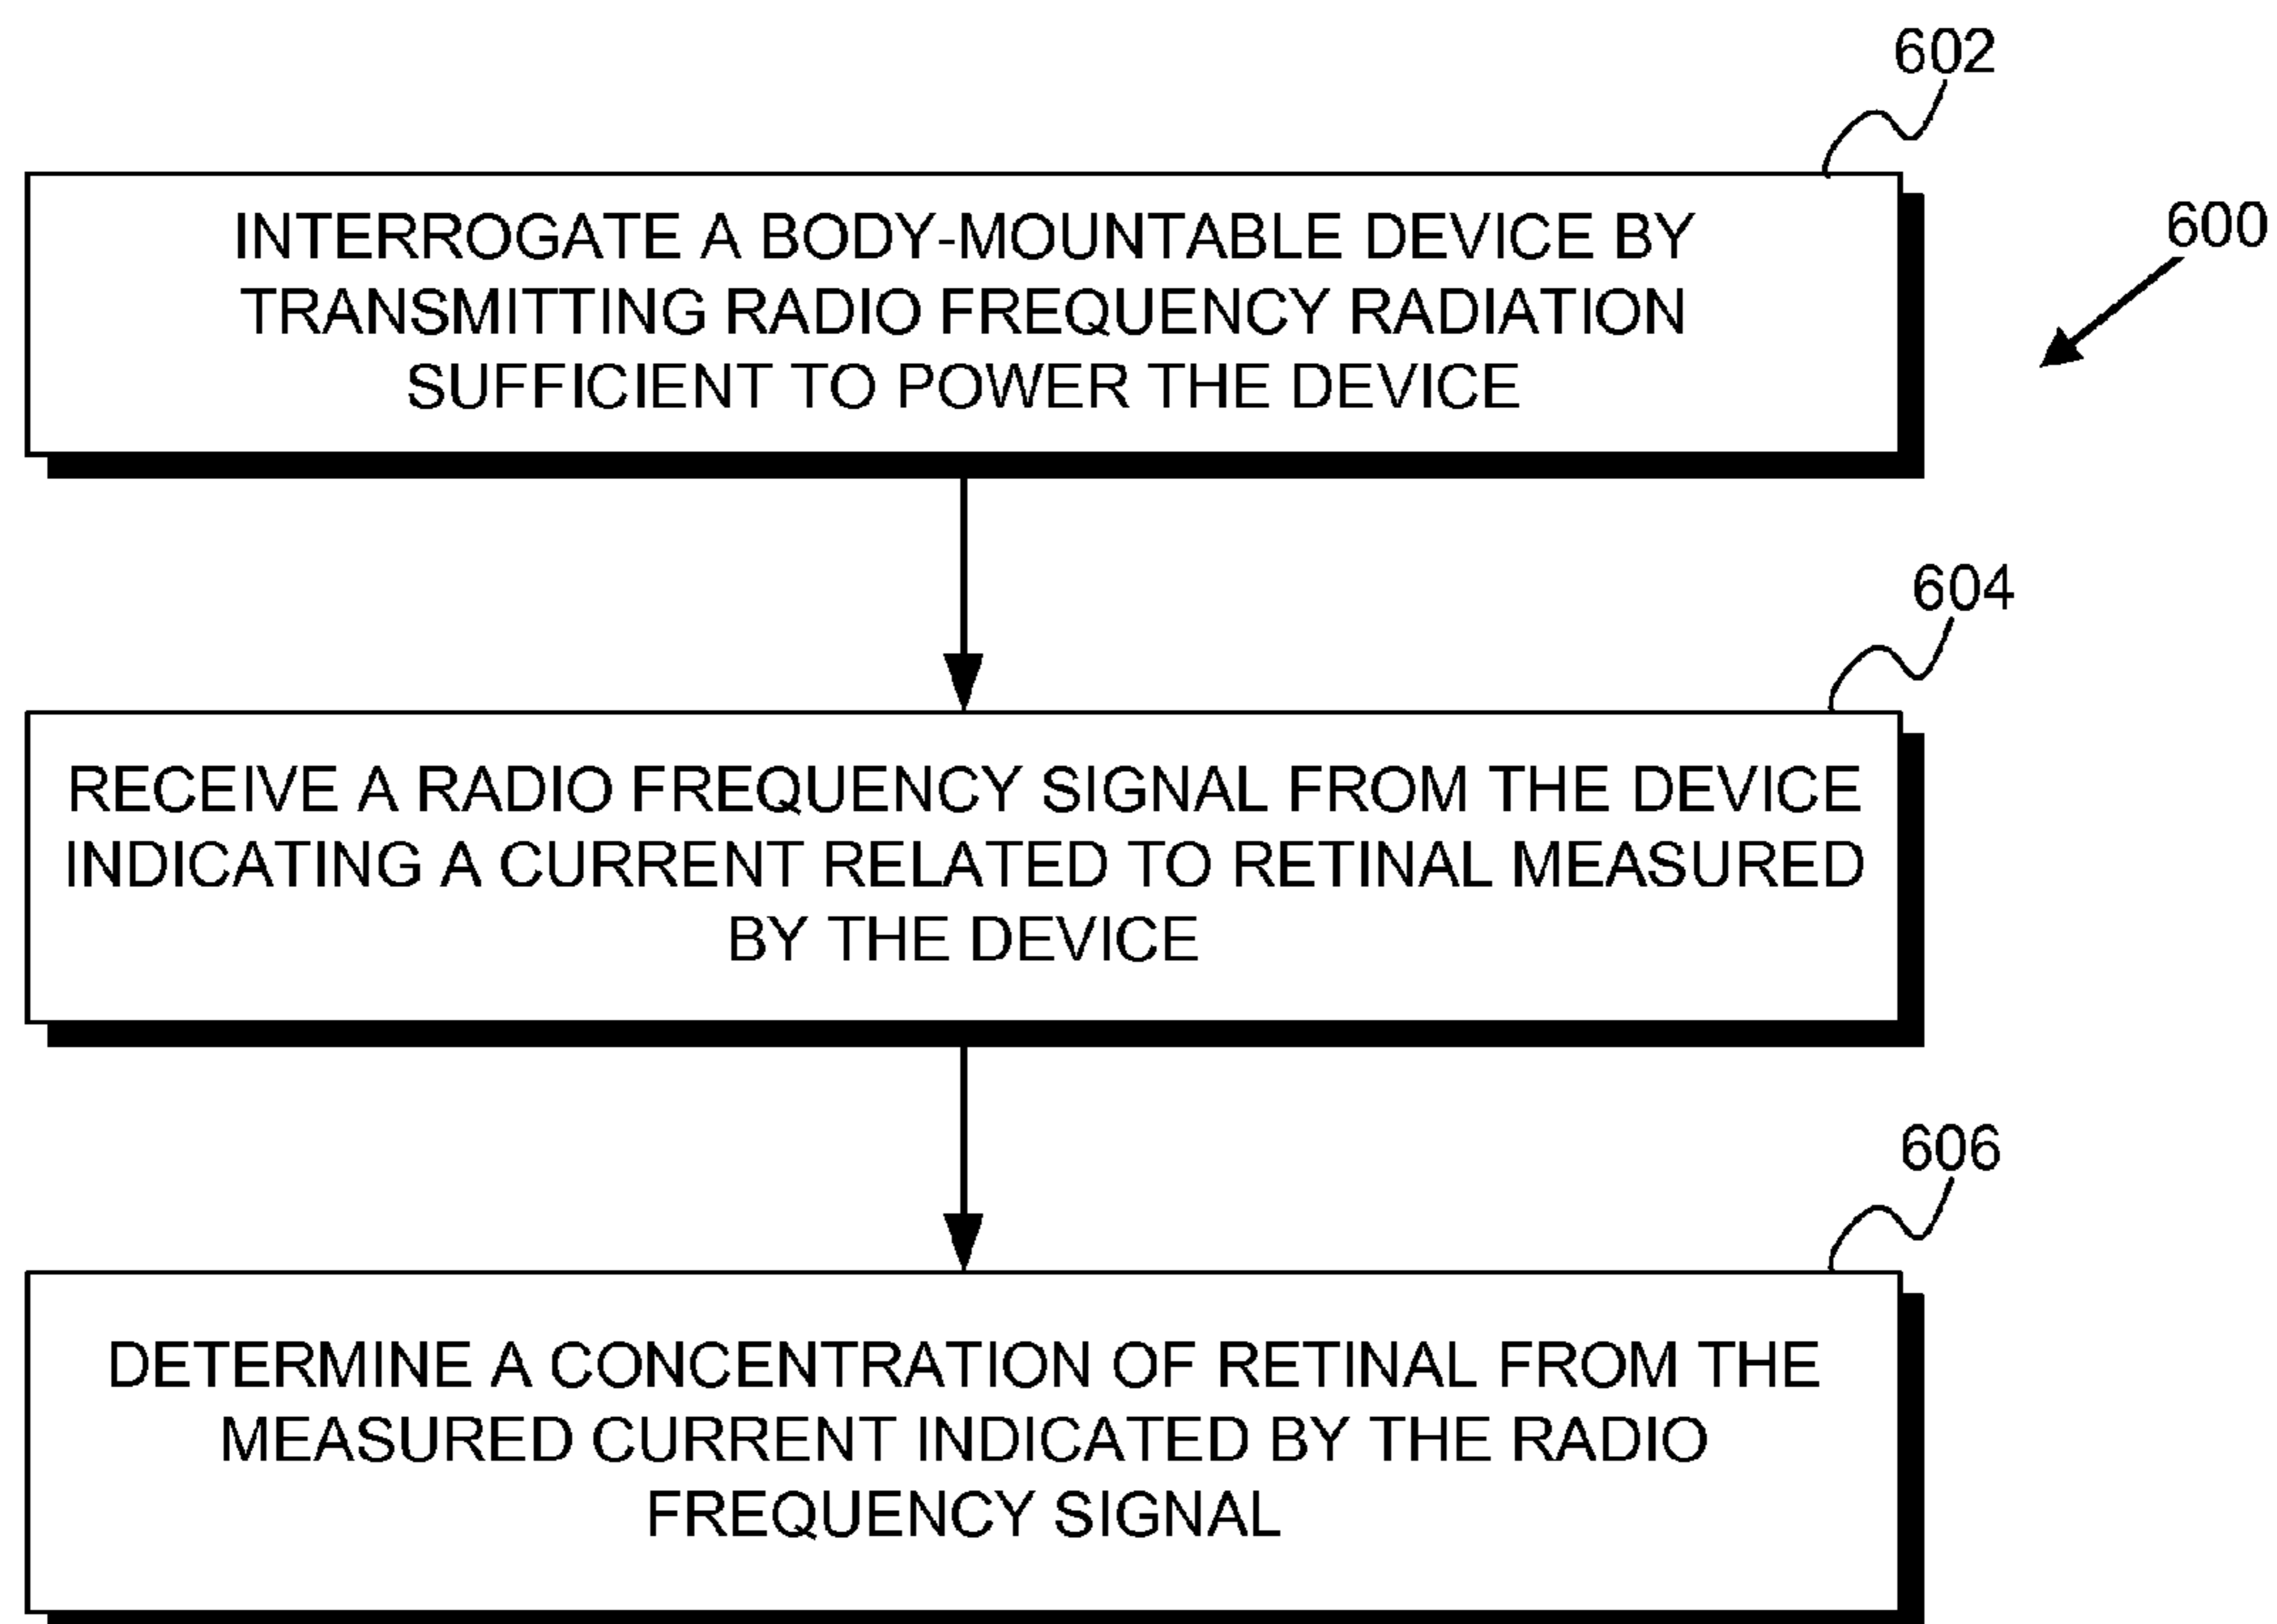 602
600
INTERROGATE A BODY-MOUNTABLE DEVICE BY
TRANSMITTING RADIO FREQUENCY RADIATION
SUFFICIENT TO POWER THE DEVICE
604
RECEIVE A RADIO FREQUENCY SIGNAL FROM THE DEVICE
INDICATING A CURRENT RELATED TO RETINAL MEASURED
BY THE DEVICE
606
DETERMINE A CONCENTRATION OF RETINAL FROM THE
MEASURED CURRENT INDICATED BY THE RADIO
FREQUENCY SIGNAL